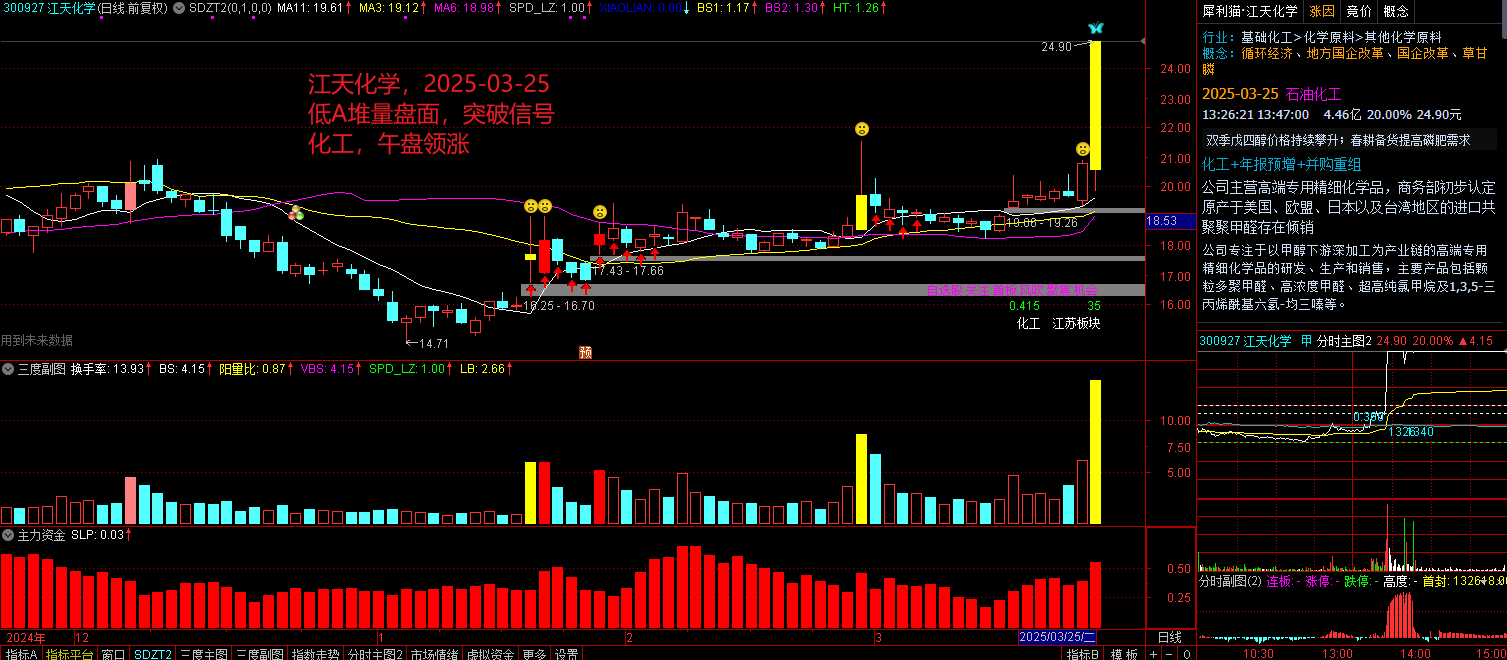 300927 江天化学(日线.前复权) SDZT2(0,1,0,0) MA11: 19.61↑ MA3: 19.12↑ MA6: 18.98↑ SPD_LZ: 1.00↑ XIAOLIAN: 0.00↓ BS1: 1.17↑ BS2: 1.30↑ HT: 1.26↑
24.90
江天化学，2025-03-25
低A堆量盘面，突破信号
化工，午盘领涨
24.00
23.00
22.00
21.00
20.00
18.53
18.00
17.00
16.00
19.06 - 19.26
17.43 - 17.66
16.25 - 16.70
0.415
35
化工 江苏板块
14.71
用到未来数据
预
三度副图 换手率: 13.93↑ BS: 4.15↑ 阳量比: 0.87↑ VBS: 4.15↑ SPD_LZ: 1.00↑ LB: 2.66↑
10.00
7.50
5.00
主力资金 SLP: 0.03↑
0.50
0.25
2024年 12 1 2 3 2025/03/25/二 日线
指标A 指标平台 窗口 SDZT2 三度主图 三度副图 指数走势 分时主图2 市场情绪 虚拟资金 更多 设置 指标B 模板 + - 0
犀利猫·江天化学 涨因 竞价 概念
行业: 基础化工>化学原料>其他化学原料
概念: 循环经济、地方国企改革、国企改革、草甘
膦
2025-03-25 石油化工
13:26:21 13:47:00 4.46亿 20.00% 24.90元
双季戊四醇价格持续攀升；春耕备货提高磷肥需求
化工+年报预增+并购重组
公司主营高端专用精细化学品，商务部初步认定
原产于美国、欧盟、日本以及台湾地区的进口共
聚聚甲醛存在倾销
公司专注于以甲醇下游深加工为产业链的高端专用
精细化学品的研发、生产和销售，主要产品包括颗
粒多聚甲醛、高浓度甲醛、超高纯氯甲烷及1,3,5-三
丙烯酰基六氢-均三嗪等。
300927 江天化学 甲 分时主图2 24.90 20.00% ▲4.15
分时副图(2) 连板: - 涨停: - 跌停: - 高度: - 首封:
10:30 13:00 14:00 15:00